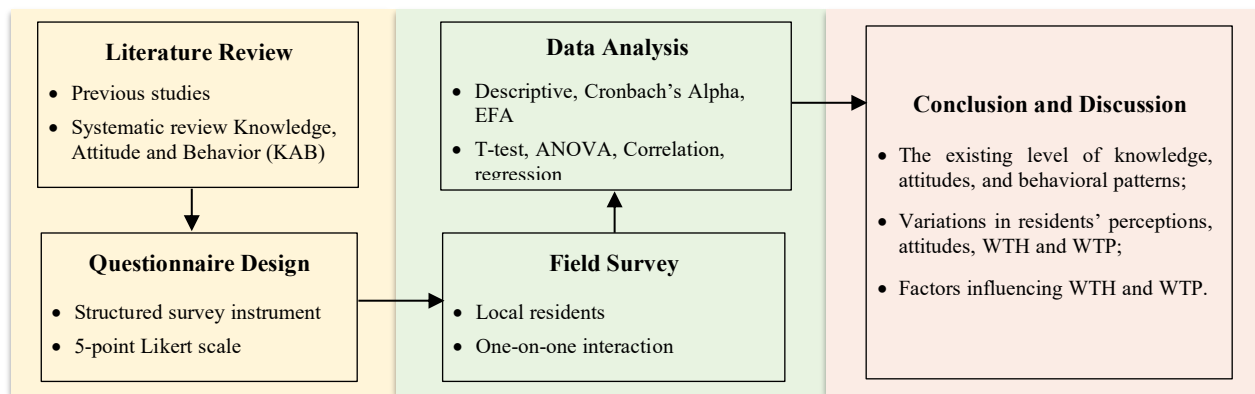 Literature Review
• Previous studies
• Systematic review Knowledge,
Attitude and Behavior (KAB)
Questionnaire Design
• Structured survey instrument
• 5-point Likert scale
Field Survey
• Local residents
• One-on-one interaction
Data Analysis
• Descriptive, Cronbach's Alpha,
EFA
• T-test, ANOVA, Correlation,
regression
Conclusion and Discussion
• The existing level of knowledge,
attitudes, and behavioral patterns;
• Variations in residents' perceptions,
attitudes, WTH and WTP;
• Factors influencing WTH and WTP.